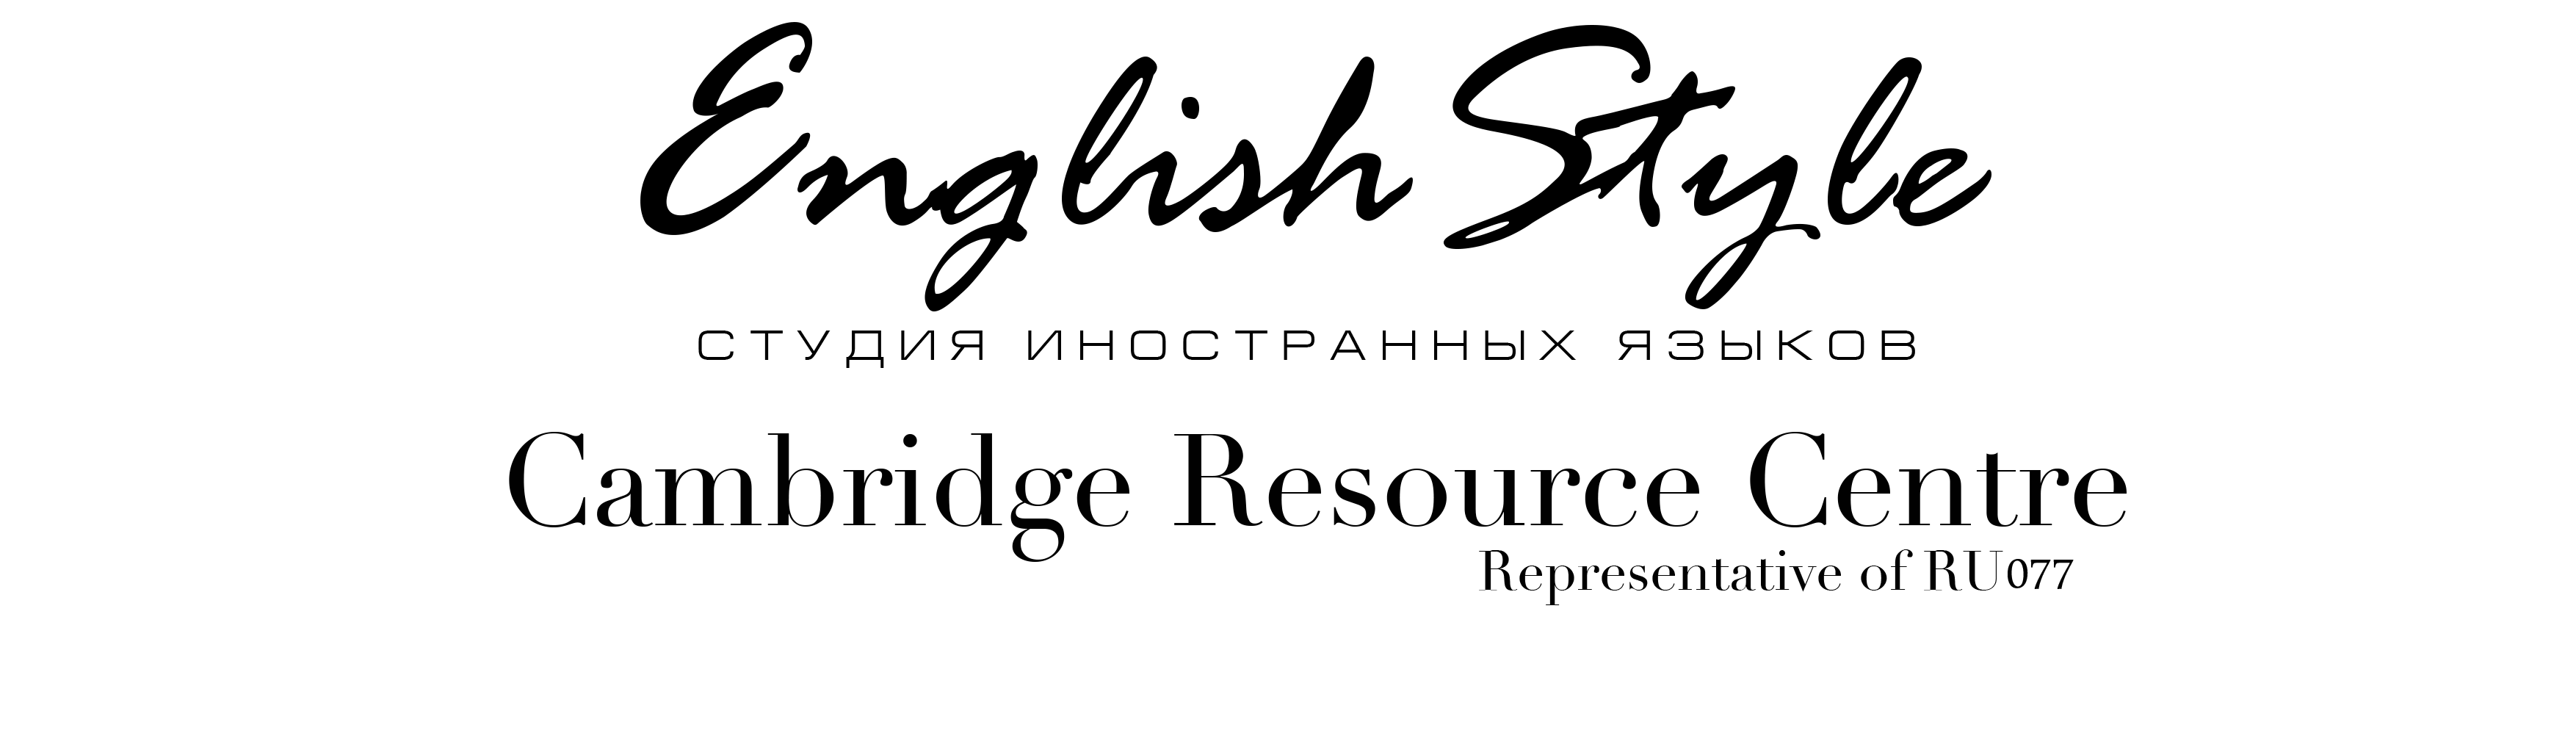 English Style
СТУДИЯ ИНОСТРАННЫХ ЯЗЫКОВ
Cambridge Resource Centre
Representative of RU077